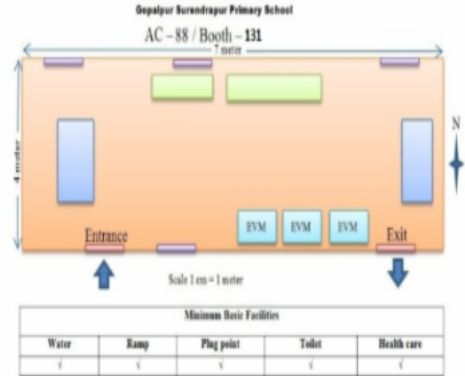 Gopalpur Surendrapur Primary School
AC – 88 / Booth – 131
7 meter
4 meter
N
EVM EVM EVM
Entrance Exit
Scale 1 cm = 1 meter
Minimum Basic Facilities
Water Ramp Plug point Toilet Health care
√ √ √ √ √